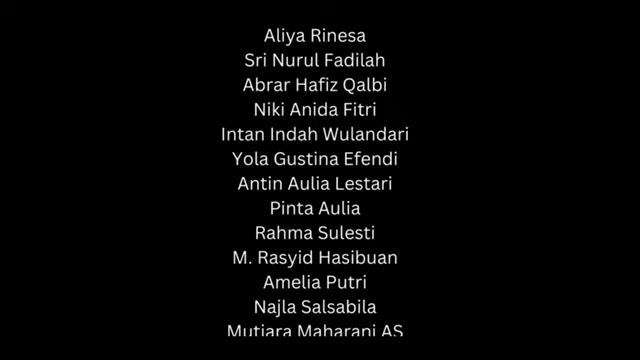 Aliya Rinesa
Sri Nurul Fadilah
Abrar Hafiz Qalbi
Niki Anida Fitri
Intan Indah Wulandari
Yola Gustina Efendi
Antin Aulia Lestari
Pinta Aulia
Rahma Sulesti
M. Rasyid Hasibuan
Amelia Putri
Najla Salsabila
Mutiara Maharani AS